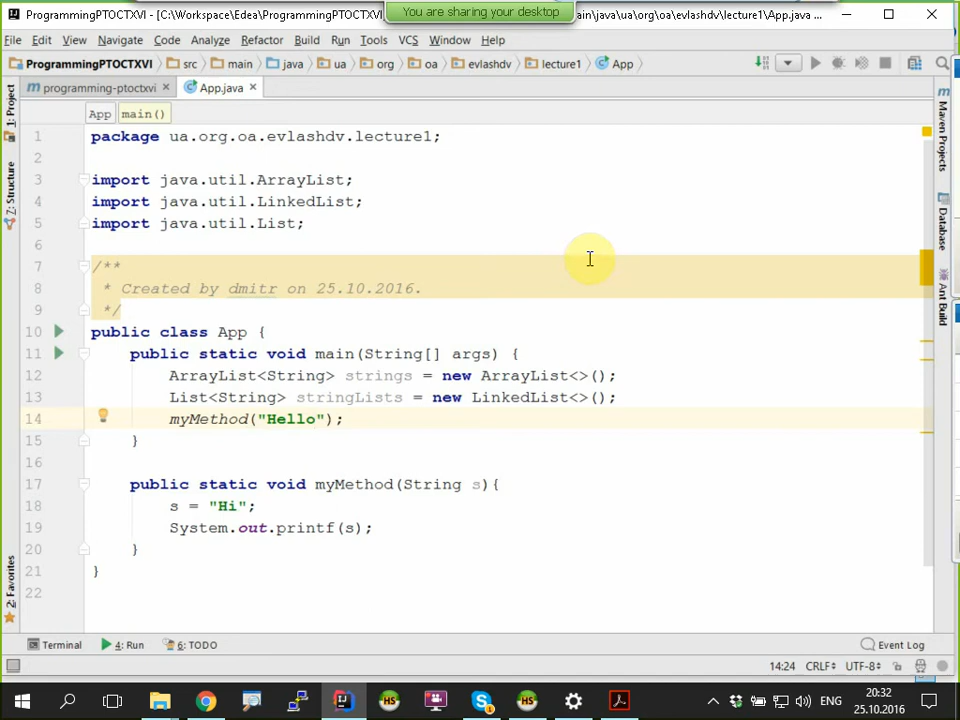 ProgrammingPTOCTXVI - [C:\Workspace\Edea\ProgrammingPTOCTXVI
You are sharing your desktop
ain\java\ua\org\oa\evlashdv\lecture1\App.java ...
File Edit View Navigate Code Analyze Refactor Build Run Tools VCS Window Help
ProgrammingPTOCTXVI src main java ua org oa evlashdv lecture1 App
programming-ptoctxvi App.java
App main()
1 package ua.org.oa.evlashdv.lecture1;
2
3 import java.util.ArrayList;
4 import java.util.LinkedList;
5 import java.util.List;
6
7 /**
8 * Created by dmitr on 25.10.2016.
9 */
10 public class App {
11 public static void main(String[] args) {
12 ArrayList<String> strings = new ArrayList<>();
13 List<String> stringLists = new LinkedList<>();
14 myMethod("Hello");
15 }
16
17 public static void myMethod(String s){
18 s = "Hi";
19 System.out.printf(s);
20 }
21 }
22
1: Project
7: Structure
2: Favorites
Maven Projects
Database
Ant Build
Terminal 4: Run 6: TODO Event Log
14:24 CRLF÷ UTF-8÷
ENG 20:32
25.10.2016